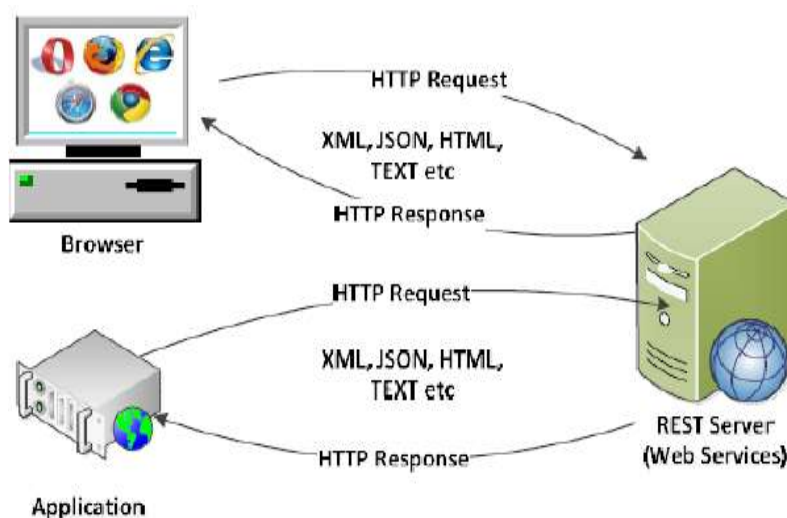 HTTP Request
XML, JSON, HTML,
TEXT etc
HTTP Response
Browser
HTTP Request
XML, JSON, HTML,
TEXT etc
REST Server
(Web Services)
HTTP Response
Application